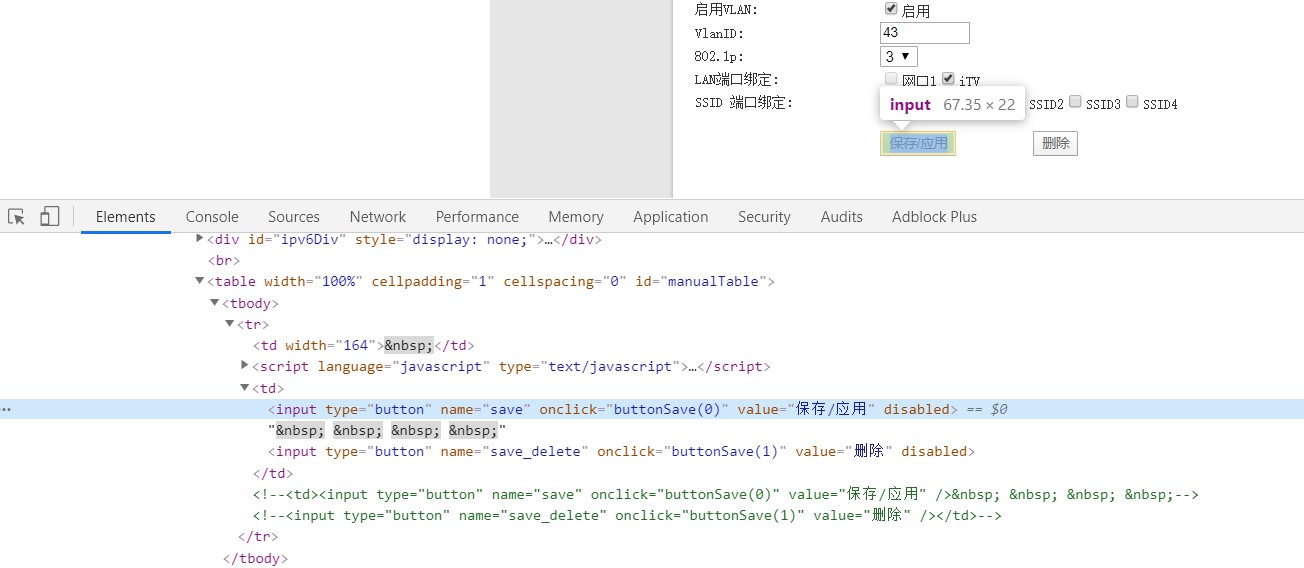 启用VLAN: 启用
VlanID: 43
802.1p: 3
LAN端口绑定: 网口1 iTV
SSID 端口绑定: SSID2 SSID3 SSID4
input 67.35 × 22
保存/应用 删除
Elements Console Sources Network Performance Memory Application Security Audits Adblock Plus
<div id="ipv6Div" style="display: none;">…</div>
<br>
<table width="100%" cellpadding="1" cellspacing="0" id="manualTable">
<tbody>
<tr>
<td width="164">&nbsp;</td>
<script language="javascript" type="text/javascript">…</script>
<td>
<input type="button" name="save" onclick="buttonSave(0)" value="保存/应用" disabled> == $0
"&nbsp; &nbsp; &nbsp; &nbsp;"
<input type="button" name="save_delete" onclick="buttonSave(1)" value="删除" disabled>
</td>
<!--<td><input type="button" name="save" onclick="buttonSave(0)" value="保存/应用" />&nbsp; &nbsp; &nbsp; &nbsp;-->
<!--<input type="button" name="save_delete" onclick="buttonSave(1)" value="删除" /></td>-->
</tr>
</tbody>